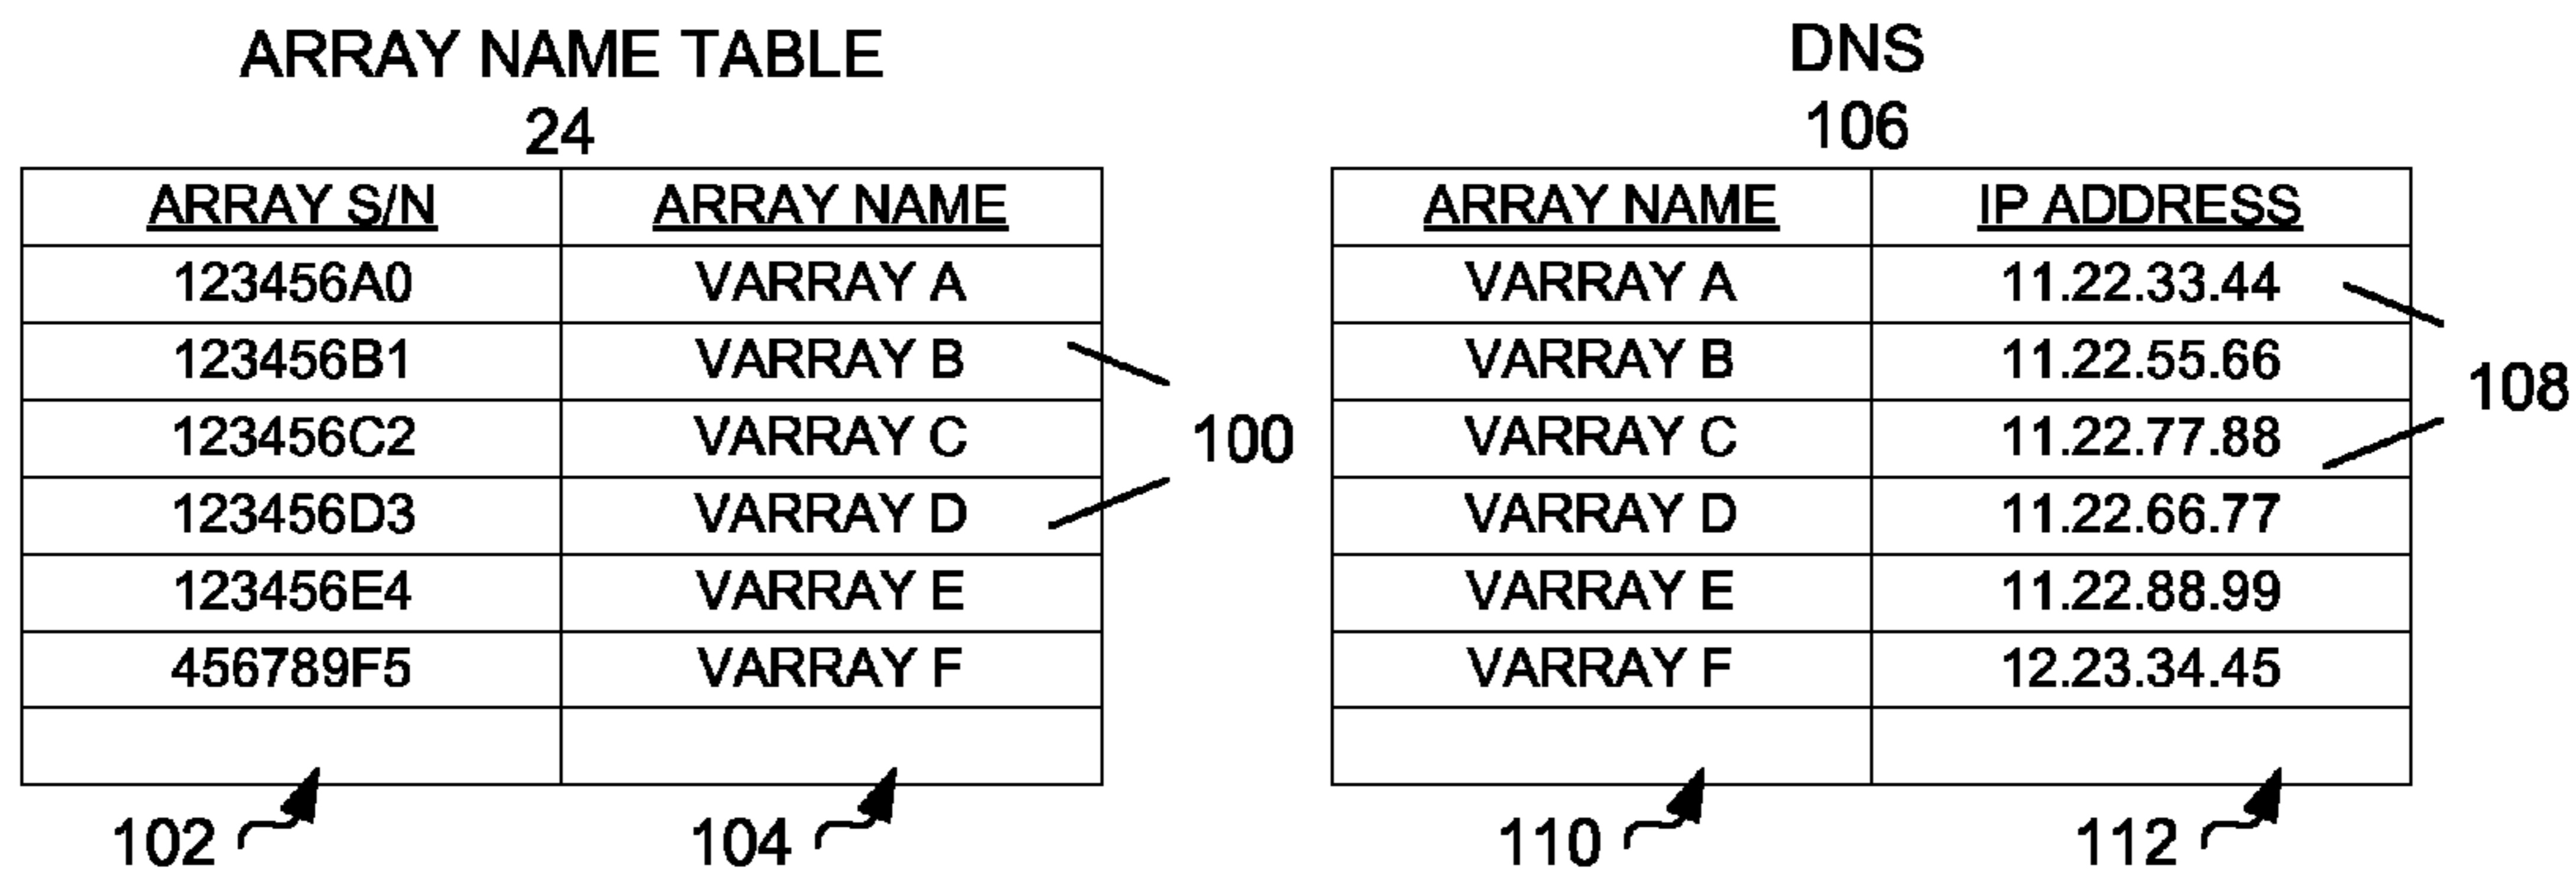 ARRAY NAME TABLE
24
ARRAY S/N ARRAY NAME
123456A0 VARRAY A
123456B1 VARRAY B
123456C2 VARRAY C
123456D3 VARRAY D
123456E4 VARRAY E
456789F5 VARRAY F
100
102
104
DNS
106
ARRAY NAME IP ADDRESS
VARRAY A 11.22.33.44
VARRAY B 11.22.55.66
VARRAY C 11.22.77.88
VARRAY D 11.22.66.77
VARRAY E 11.22.88.99
VARRAY F 12.23.34.45
108
110
112